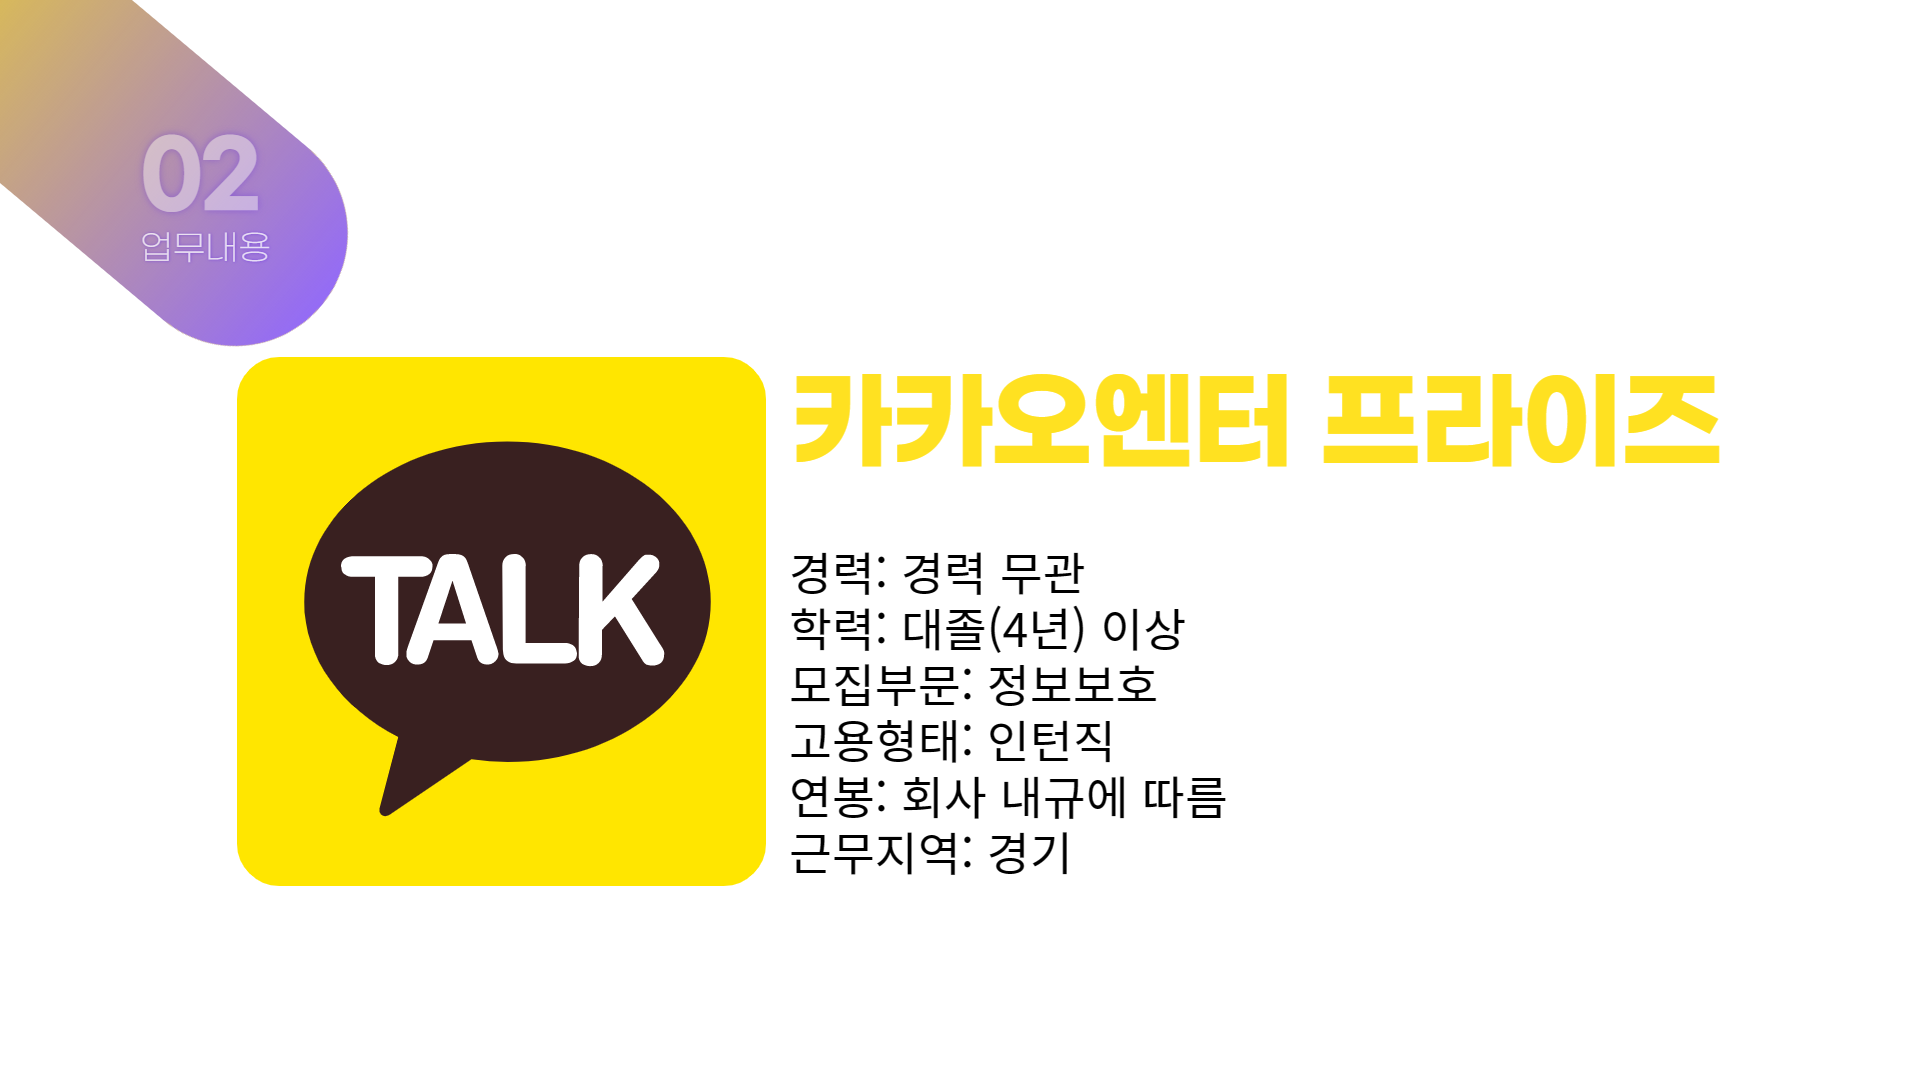 02
업무내용
카카오엔터 프라이즈
TALK
경력: 경력 무관
학력: 대졸(4년) 이상
모집부문: 정보보호
고용형태: 인턴직
연봉: 회사 내규에 따름
근무지역: 경기